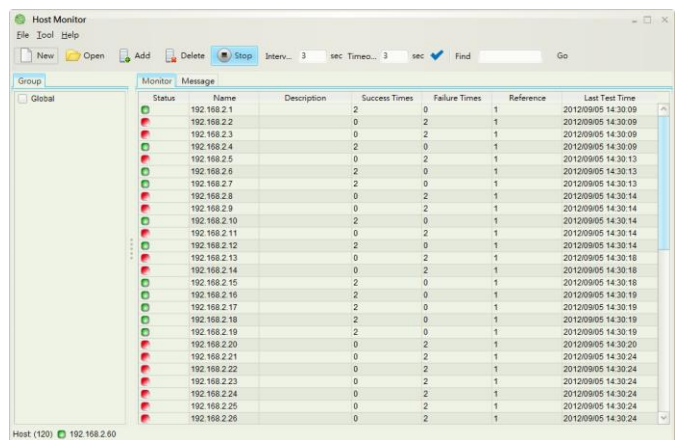 Host Monitor
File Tool Help
New Open Add Delete Stop Interv... 3 sec Timeo... 3 sec Find Go
Group Monitor Message
Global
Status Name Description Success Times Failure Times Reference Last Test Time
192.168.2.1 2 0 1 2012/09/05 14:30:09
192.168.2.2 0 2 1 2012/09/05 14:30:09
192.168.2.3 0 2 1 2012/09/05 14:30:09
192.168.2.4 2 0 1 2012/09/05 14:30:09
192.168.2.5 0 2 1 2012/09/05 14:30:13
192.168.2.6 2 0 1 2012/09/05 14:30:13
192.168.2.7 2 0 1 2012/09/05 14:30:13
192.168.2.8 0 2 1 2012/09/05 14:30:14
192.168.2.9 0 2 1 2012/09/05 14:30:14
192.168.2.10 2 0 1 2012/09/05 14:30:14
192.168.2.11 0 2 1 2012/09/05 14:30:14
192.168.2.12 2 0 1 2012/09/05 14:30:14
192.168.2.13 0 2 1 2012/09/05 14:30:18
192.168.2.14 0 2 1 2012/09/05 14:30:18
192.168.2.15 2 0 1 2012/09/05 14:30:18
192.168.2.16 2 0 1 2012/09/05 14:30:19
192.168.2.17 2 0 1 2012/09/05 14:30:19
192.168.2.18 2 0 1 2012/09/05 14:30:19
192.168.2.19 2 0 1 2012/09/05 14:30:19
192.168.2.20 0 2 1 2012/09/05 14:30:20
192.168.2.21 0 2 1 2012/09/05 14:30:24
192.168.2.22 0 2 1 2012/09/05 14:30:24
192.168.2.23 0 2 1 2012/09/05 14:30:24
192.168.2.24 0 2 1 2012/09/05 14:30:24
192.168.2.25 0 2 1 2012/09/05 14:30:24
192.168.2.26 0 2 1 2012/09/05 14:30:24
Host: (120) 192.168.2.60